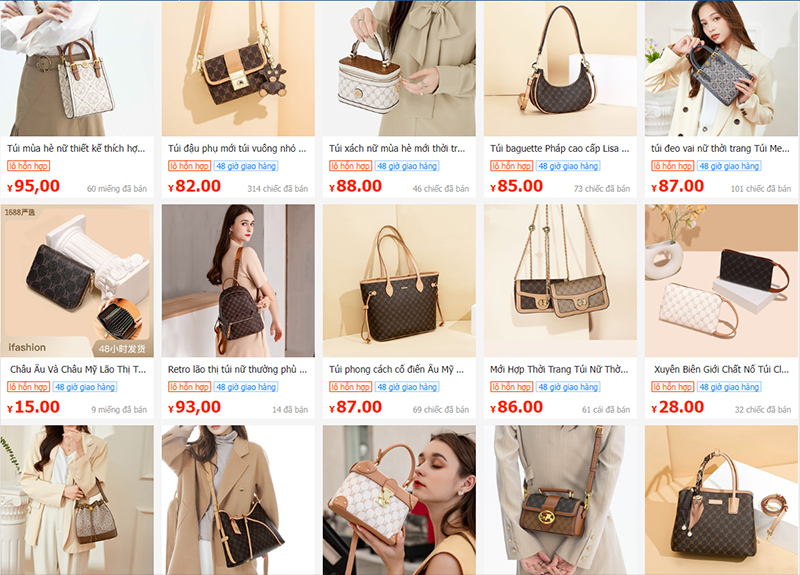 Túi mùa hè nữ thiết kế thích hợ...
lô hỗn hợp
¥ 95,00 60 miếng đã bán
Túi đậu phụ mới túi vuông nhỏ ...
lô hỗn hợp 48 giờ giao hàng
¥ 82.00 314 chiếc đã bán
Túi xách nữ mùa hè mới thời tr...
lô hỗn hợp 48 giờ giao hàng
¥ 88.00 46 chiếc đã bán
Túi baguette Pháp cao cấp Lisa ...
lô hỗn hợp 48 giờ giao hàng
¥ 85.00 73 chiếc đã bán
túi đeo vai nữ thời trang Túi Me...
lô hỗn hợp 48 giờ giao hàng
¥ 87.00 101 chiếc đã bán
1688严选
ifashion
48小时发货
Châu Âu Và Châu Mỹ Lão Thị T...
lô hỗn hợp 48 giờ giao hàng
¥ 15.00 9 miếng đã bán
Retro lão thị túi nữ thường phù ...
lô hỗn hợp 48 giờ giao hàng
¥ 93,00 14 đã bán
Túi phong cách cổ điển Âu Mỹ ...
lô hỗn hợp 48 giờ giao hàng
¥ 87.00 69 chiếc đã bán
Mới Hợp Thời Trang Túi Nữ Thờ...
lô hỗn hợp 48 giờ giao hàng
¥ 86.00 61 cái đã bán
Xuyên Biên Giới Chất Nổ Túi Cl...
lô hỗn hợp 48 giờ giao hàng
¥ 28.00 32 chiếc đã bán